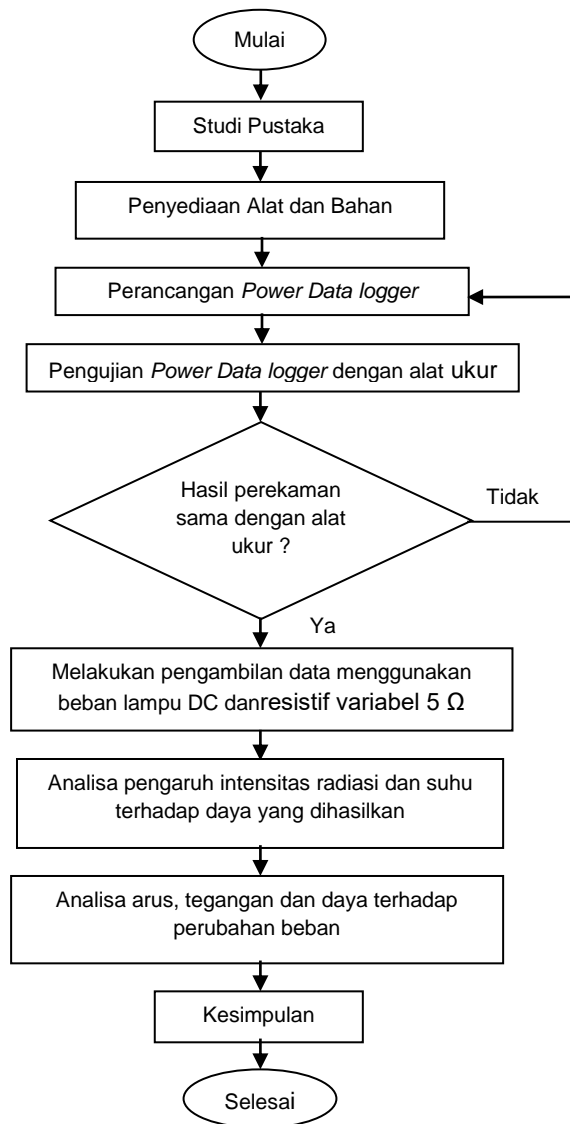 Mulai
Studi Pustaka
Penyediaan Alat dan Bahan
Perancangan Power Data logger
Pengujian Power Data logger dengan alat ukur
Hasil perekaman
sama dengan alat
ukur ?
Tidak
Ya
Melakukan pengambilan data menggunakan
beban lampu DC danresistif variabel 5 Ω
Analisa pengaruh intensitas radiasi dan suhu
terhadap daya yang dihasilkan
Analisa arus, tegangan dan daya terhadap
perubahan beban
Kesimpulan
Selesai